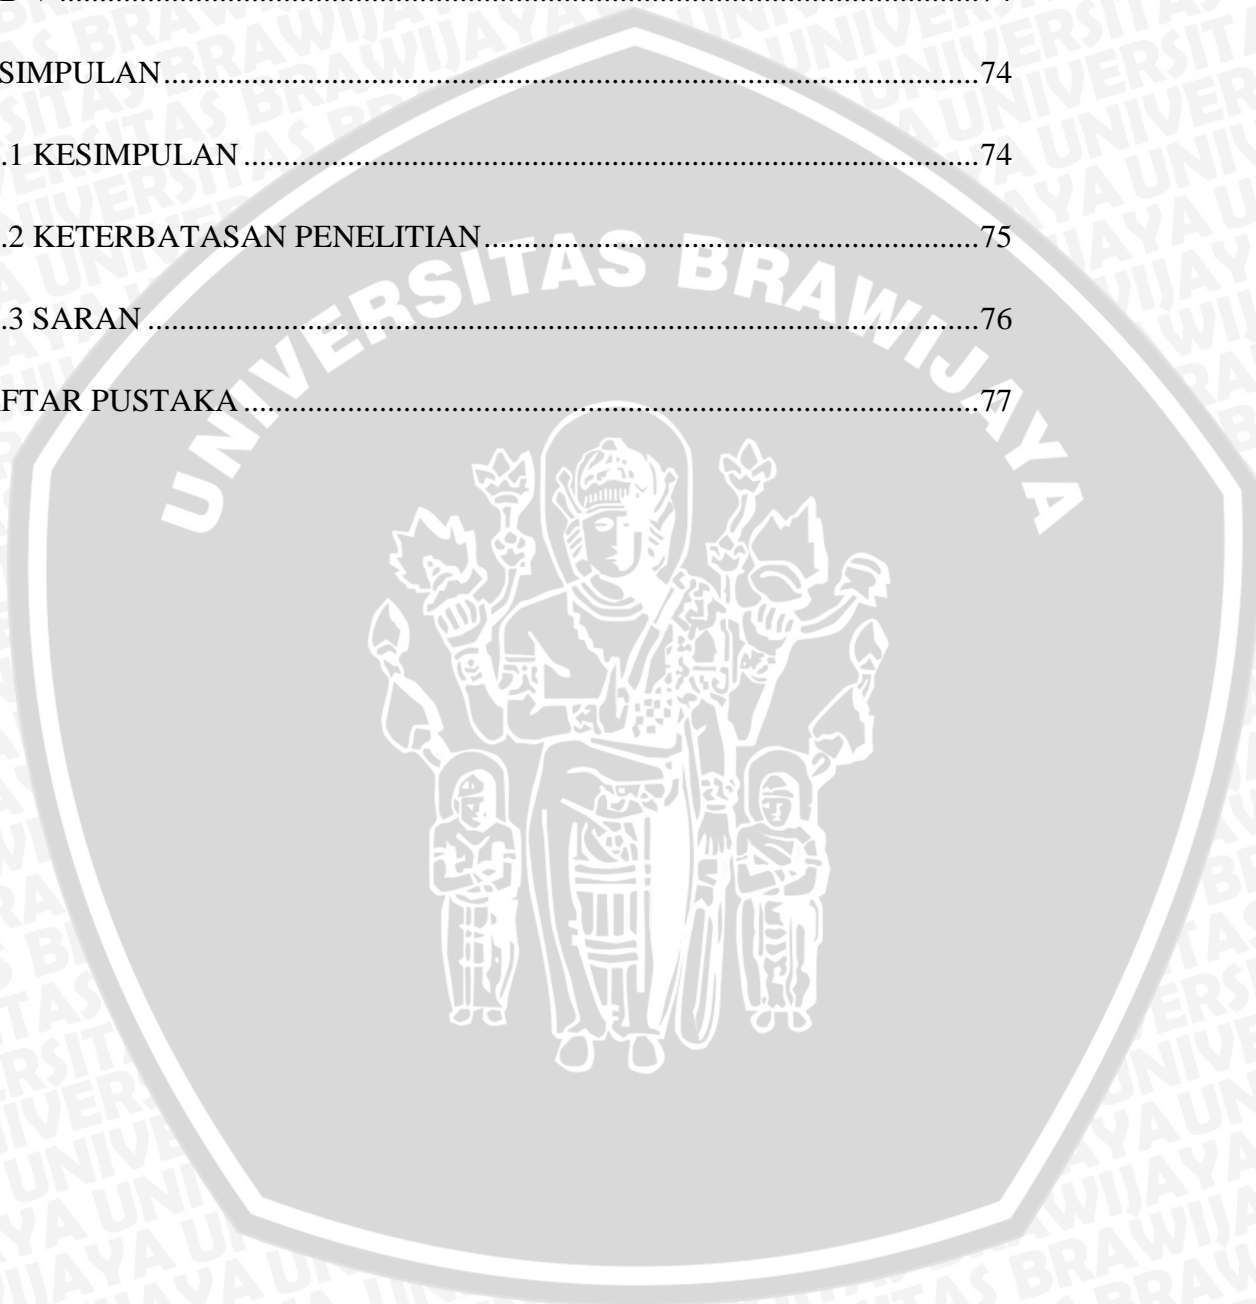 SIMPULAN 74
.1 KESIMPULAN 74
.2 KETERBATASAN PENELITIAN 75
.3 SARAN 76
FTAR PUSTAKA 77
UNIVERSITAS BRAWIJAYA